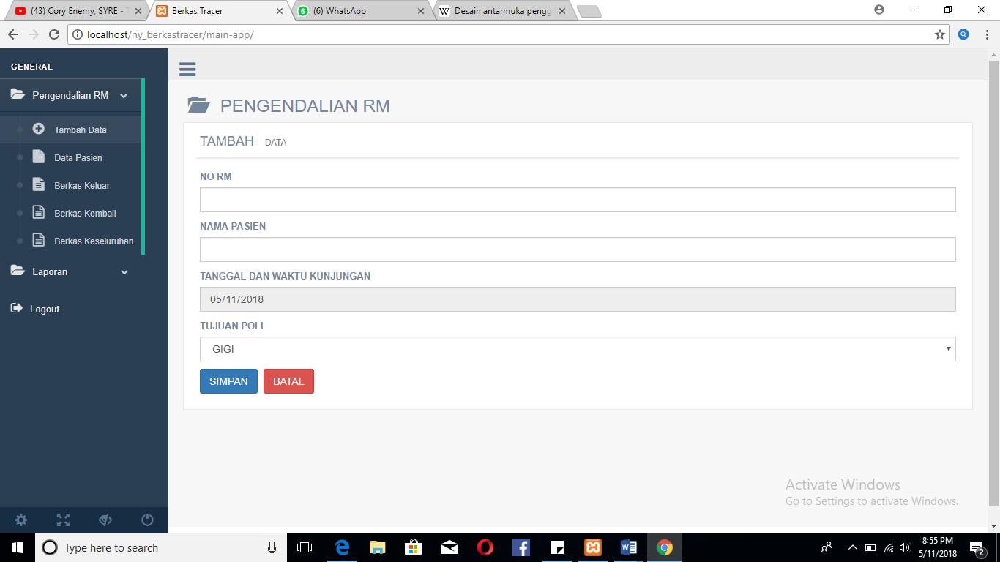 (43) Cory Enemy, SYRE - T
Berkas Tracer
(6) WhatsApp
Desain antarmuka pengg
localhost/ny_berkastracer/main-app/
GENERAL
Pengendalian RM
Tambah Data
Data Pasien
Berkas Keluar
Berkas Kembali
Berkas Keseluruhan
Laporan
Logout
PENGENDALIAN RM
TAMBAH DATA
NO RM
NAMA PASIEN
TANGGAL DAN WAKTU KUNJUNGAN
05/11/2018
TUJUAN POLI
GIGI
SIMPAN BATAL
Activate Windows
Go to Settings to activate Windows.
Type here to search
8:55 PM
5/11/2018
2